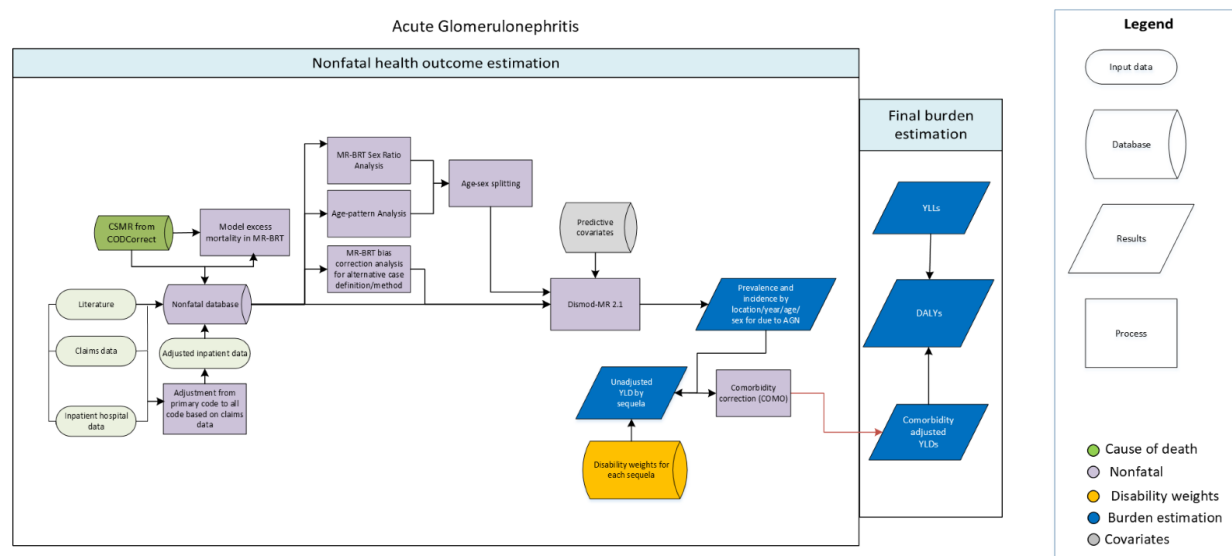 Acute Glomerulonephritis
Nonfatal health outcome estimation
MR-BRT Sex Ratio
Analysis
Age-sex splitting
Age-pattern Analysis
CSMR from
CODCorrect
Model excess
mortality in MR-BRT
Predictive
covariates
MR-BRT bias
correction analysis
for alternative case
definition/method
Literature
Nonfatal database
Dismod-MR 2.1
Prevalence and
incidence by
location/year/age/
sex for due to AGN
Claims data
Adjusted inpatient data
Inpatient hospital
data
Adjustment from
primary code to all
code based on claims
data
Unadjusted
YLD by
sequela
Comorbidity
correction (COMO)
Disability weights for
each sequela
Final burden
estimation
YLLs
DALYs
Comorbidity
adjusted
YLDs
Legend
Input data
Database
Results
Process
Cause of death
Nonfatal
Disability weights
Burden estimation
Covariates